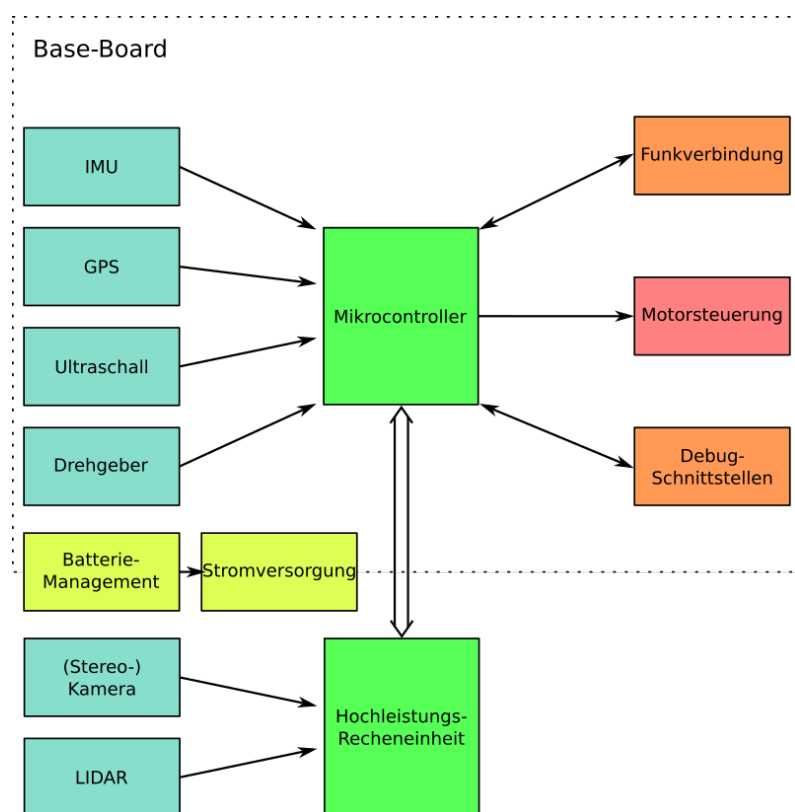 Base-Board
IMU
Funkverbindung
GPS
Mikrocontroller
Motorsteuerung
Ultraschall
Drehgeber
Debug-
Schnittstellen
Batterie-
Management
Stromversorgung
(Stereo-)
Kamera
Hochleistungs-
Recheneinheit
LIDAR